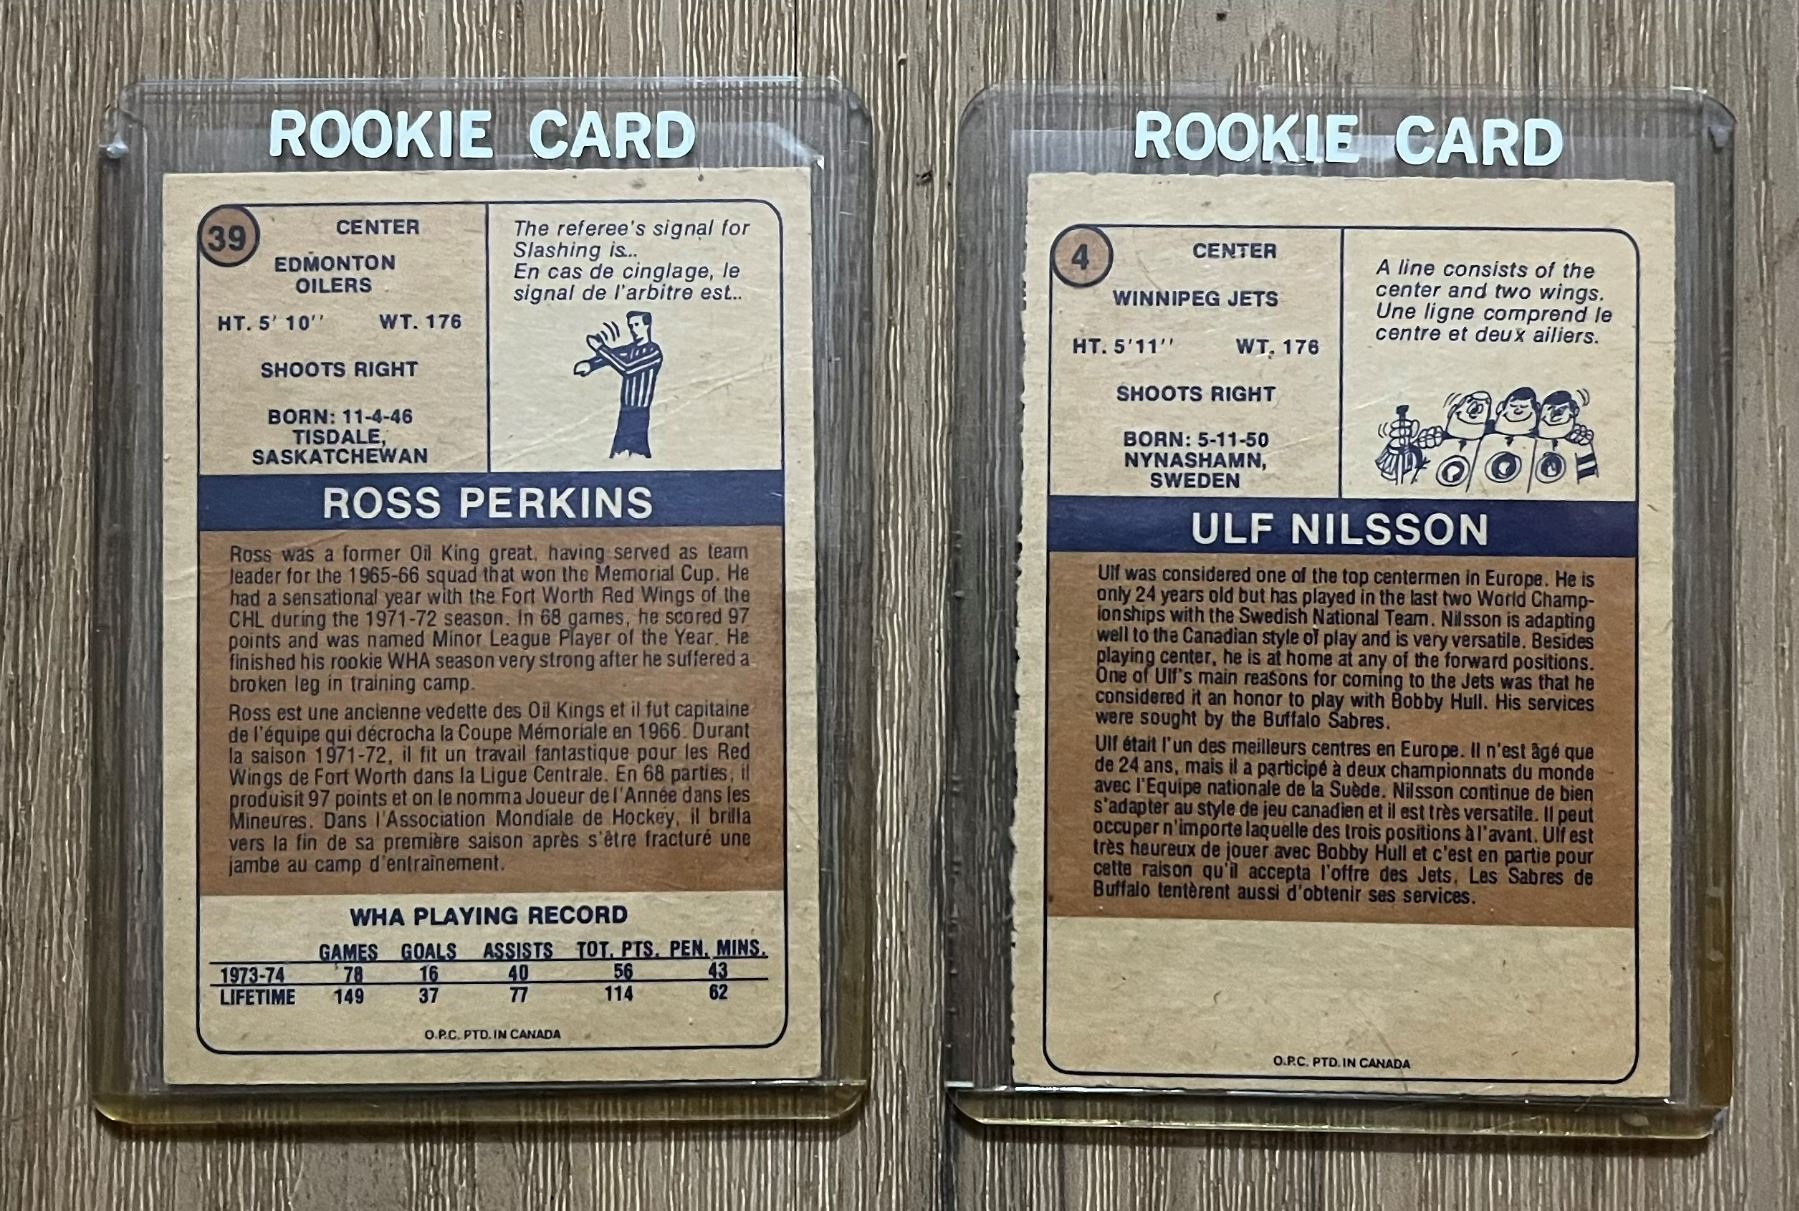 ROOKIE CARD
39
CENTER
EDMONTON
OILERS
HT. 5' 10'' WT. 176
SHOOTS RIGHT
BORN: 11-4-46
TISDALE,
SASKATCHEWAN
The referee's signal for
Slashing is...
En cas de cinglage, le
signal de l'arbitre est...
ROSS PERKINS
Ross was a former Oil King great, having served as team
leader for the 1965-66 squad that won the Memorial Cup. He
had a sensational year with the Fort Worth Red Wings of the
CHL during the 1971-72 season. In 68 games, he scored 97
points and was named Minor League Player of the Year. He
finished his rookie WHA season very strong after he suffered a
broken leg in training camp.
Ross est une ancienne vedette des Oil Kings et il fut capitaine
de l'équipe qui décrocha la Coupe Mémoriale en 1966. Durant
la saison 1971-72, il fit un travail fantastique pour les Red
Wings de Fort Worth dans la Ligue Centrale. En 68 parties, il
produisit 97 points et on le nomma Joueur de l'Année dans les
Mineures. Dans l'Association Mondiale de Hockey, il brilla
vers la fin de sa première saison après s'être fracturé une
jambe au camp d'entraînement.
WHA PLAYING RECORD
GAMES GOALS ASSISTS TOT. PTS. PEN. MINS.
1973-74 78 16 40 56 43
LIFETIME 149 37 77 114 62
O.P.C. PTD. IN CANADA
ROOKIE CARD
4
CENTER
WINNIPEG JETS
HT. 5'11'' WT. 176
SHOOTS RIGHT
BORN: 5-11-50
NYNASHAMN,
SWEDEN
A line consists of the
center and two wings.
Une ligne comprend le
centre et deux ailiers.
ULF NILSSON
Ulf was considered one of the top centermen in Europe. He is
only 24 years old but has played in the last two World Champ-
ionships with the Swedish National Team. Nilsson is adapting
well to the Canadian style of play and is very versatile. Besides
playing center, he is at home at any of the forward positions.
One of Ulf's main reasons for coming to the Jets was that he
considered it an honor to play with Bobby Hull. His services
were sought by the Buffalo Sabres.
Ulf était l'un des meilleurs centres en Europe. Il n'est âgé que
de 24 ans, mais il a participé à deux championnats du monde
avec l'Equipe nationale de la Suède. Nilsson continue de bien
s'adapter au style de jeu canadien et il est très versatile. Il peut
occuper n'importe laquelle des trois positions à l'avant. Ulf est
très heureux de jouer avec Bobby Hull et c'est en partie pour
cette raison qu'il accepta l'offre des Jets. Les Sabres de
Buffalo tentèrent aussi d'obtenir ses services.
O.P.C. PTD. IN CANADA